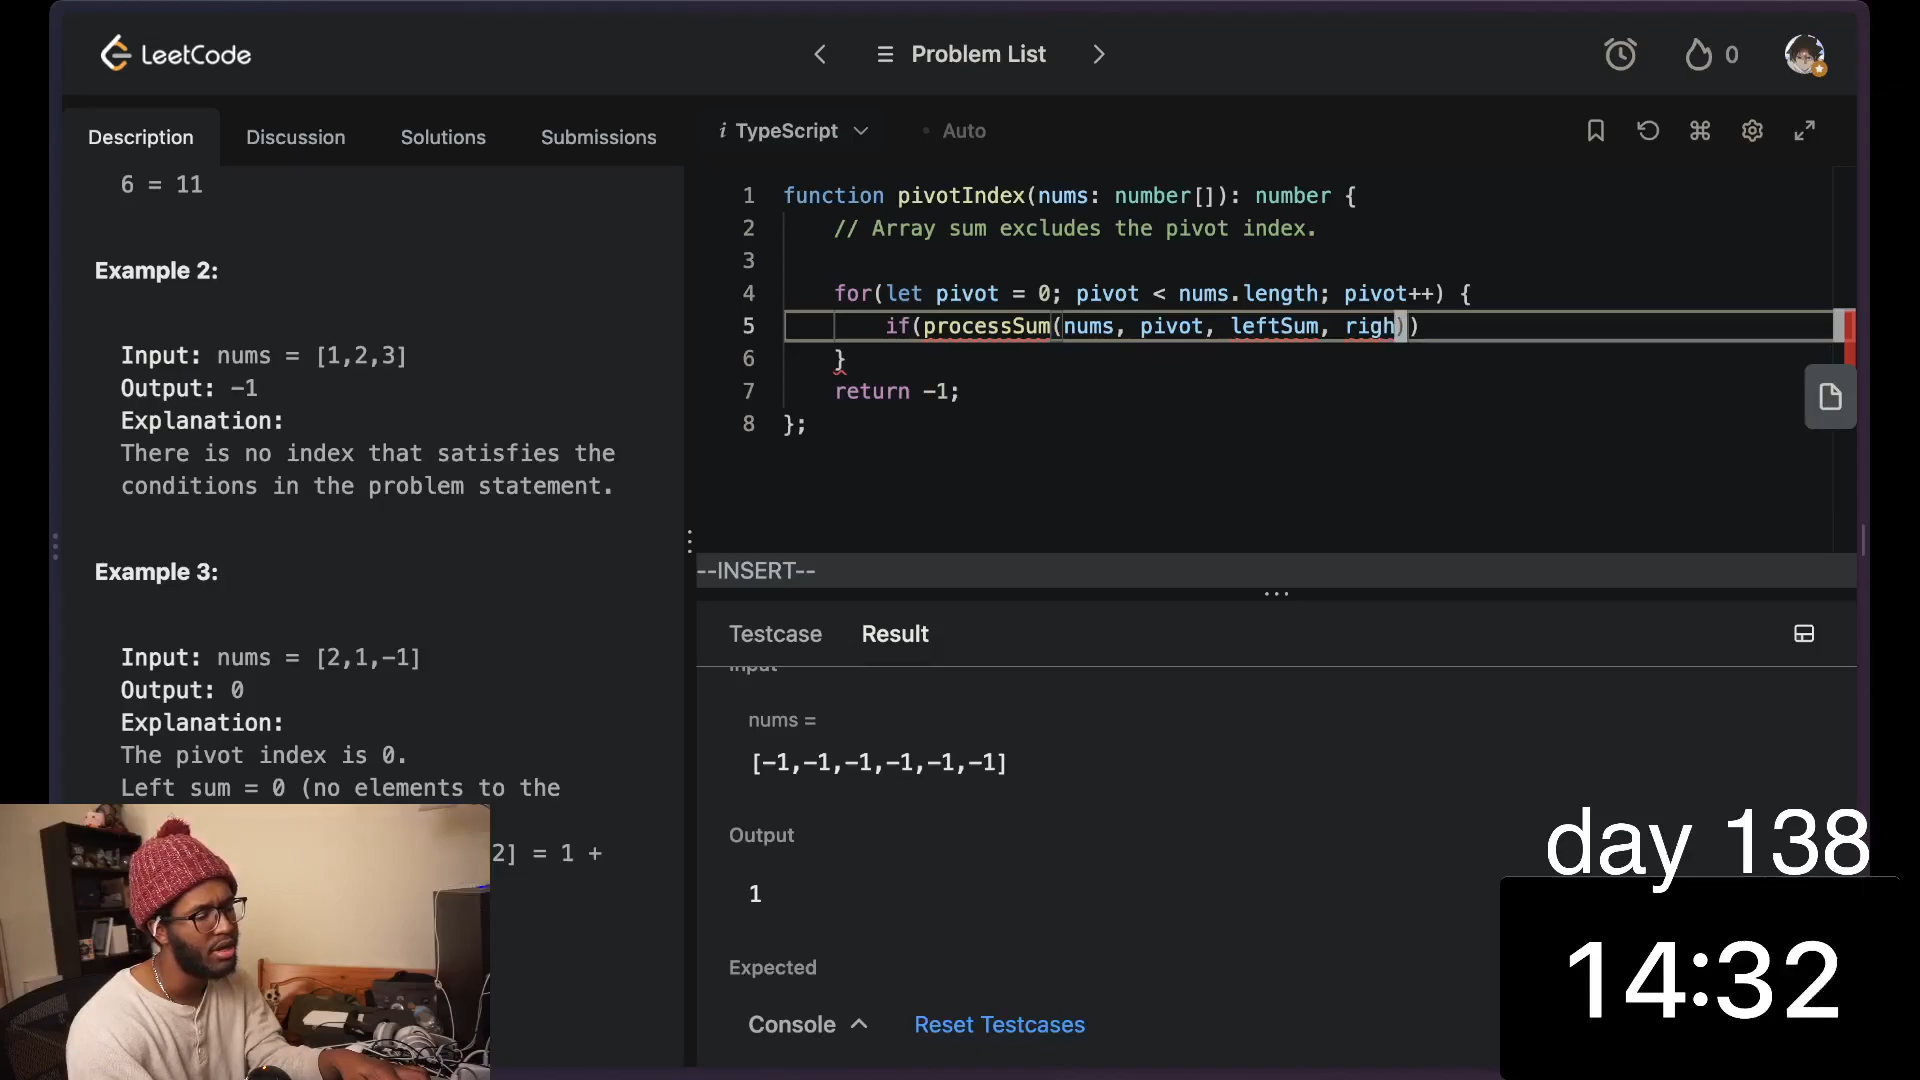 LeetCode
Problem List
0
Description
Discussion
Solutions
Submissions
i TypeScript
• Auto
6 = 11
Example 2:
Input: nums = [1,2,3]
Output: -1
Explanation:
There is no index that satisfies the
conditions in the problem statement.
Example 3:
Input: nums = [2,1,-1]
Output: 0
Explanation:
The pivot index is 0.
Left sum = 0 (no elements to the
2] = 1 +
1 function pivotIndex(nums: number[]): number {
2 // Array sum excludes the pivot index.
3
4 for(let pivot = 0; pivot < nums.length; pivot++) {
5 if(processSum(nums, pivot, leftSum, righ))
6 }
7 return -1;
8 };
--INSERT--
Testcase
Result
Input
nums =
[-1,-1,-1,-1,-1,-1]
Output
1
Expected
Console
Reset Testcases
day 138
14:32